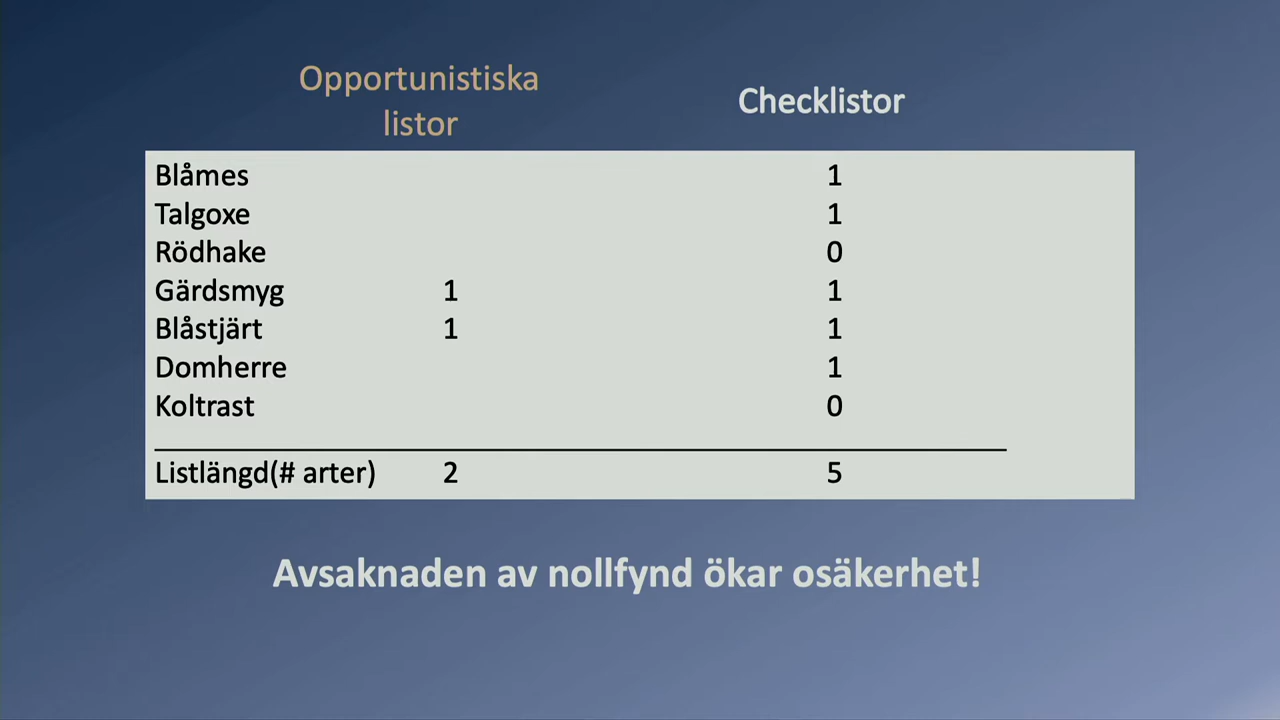 Opportunistiska
listor
Checklistor
Blåmes 1
Talgoxe 1
Rödhake 0
Gärdsmyg 1 1
Blåstjärt 1 1
Domherre 1
Koltrast 0
Listlängd(# arter) 2 5
Avsaknaden av nollfynd ökar osäkerhet!